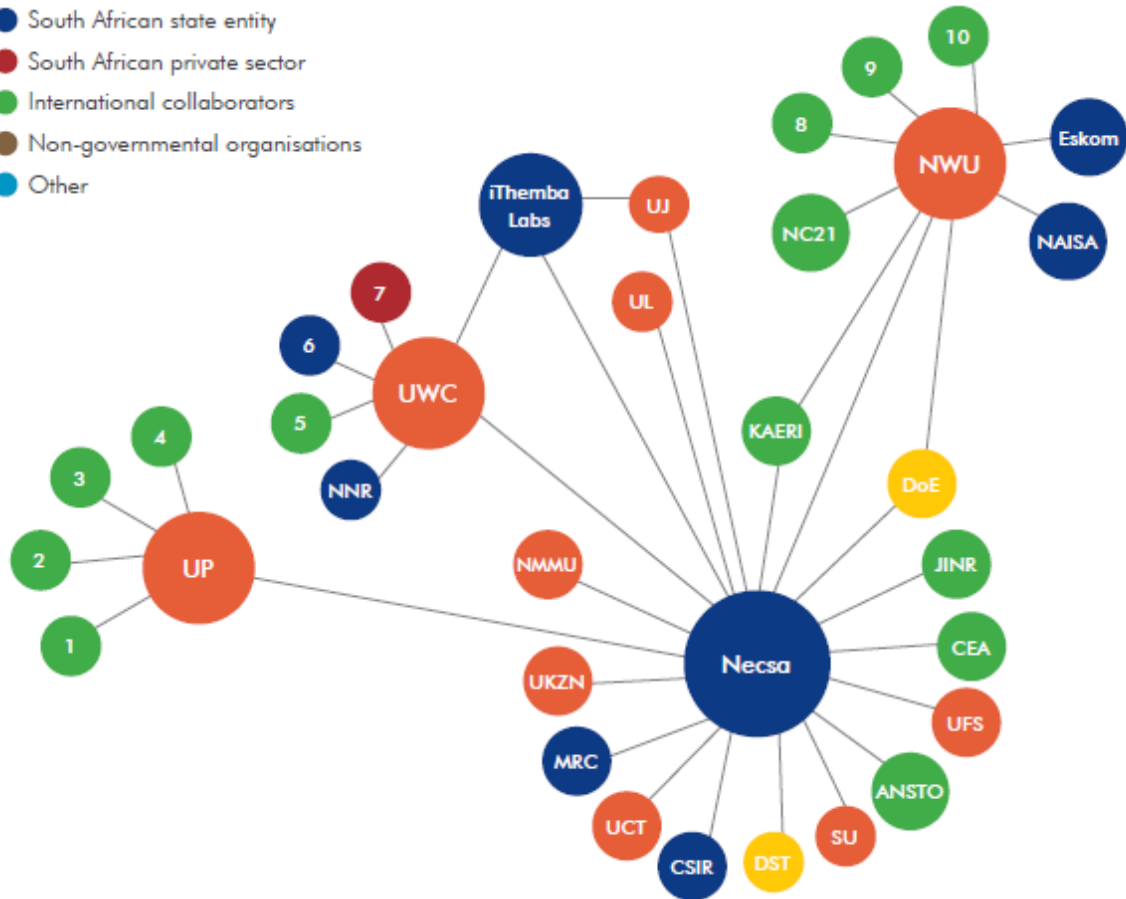 South African state entity
South African private sector
International collaborators
Non-governmental organisations
Other
10
9
8
NWU
Eskom
NC21
NAISA
iThemba
Labs
UJ
UL
7
6
UWC
5
NNR
KAERI
DoE
4
3
2
UP
1
NMMU
JINR
Necsa
CEA
UKZN
UFS
MRC
ANSTO
UCT
SU
CSIR
DST